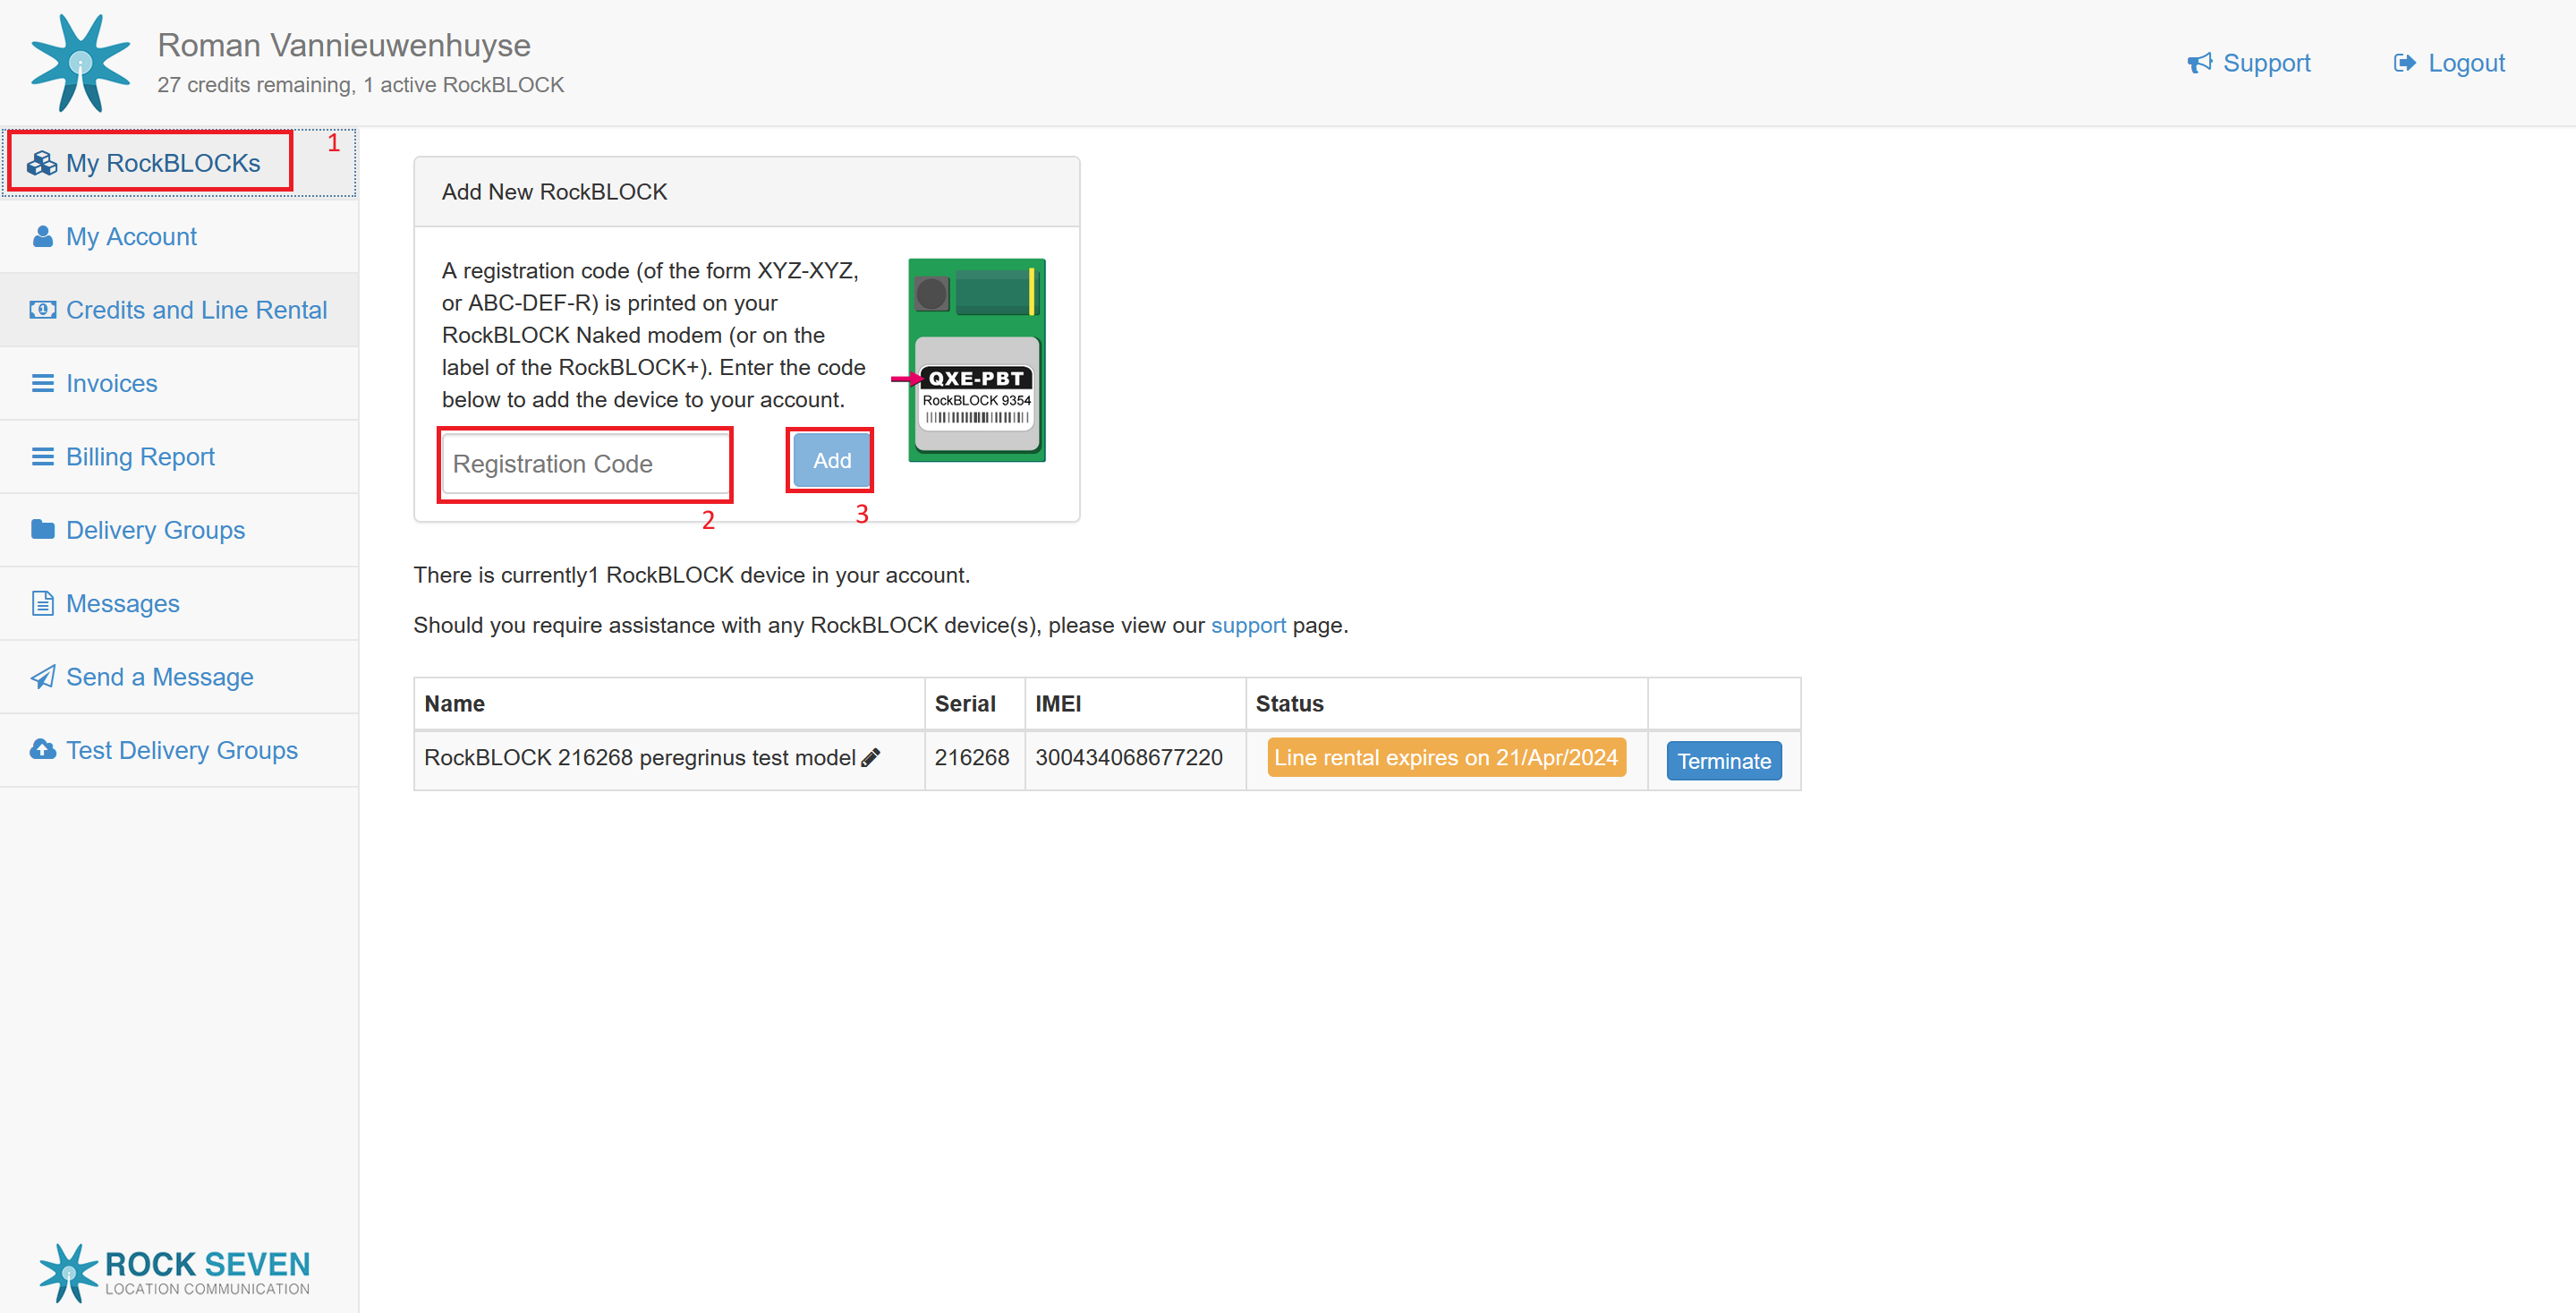 Roman Vannieuwenhuyse
27 credits remaining, 1 active RockBLOCK
Support
Logout
My RockBLOCKs
1
My Account
Credits and Line Rental
Invoices
Billing Report
Delivery Groups
Messages
Send a Message
Test Delivery Groups
Add New RockBLOCK
A registration code (of the form XYZ-XYZ,
or ABC-DEF-R) is printed on your
RockBLOCK Naked modem (or on the
label of the RockBLOCK+). Enter the code
below to add the device to your account.
QXE-PBT
RockBLOCK 9354
Registration Code
Add
2
3
There is currently1 RockBLOCK device in your account.
Should you require assistance with any RockBLOCK device(s), please view our support page.
Name Serial IMEI Status
RockBLOCK 216268 peregrinus test model 216268 300434068677220 Line rental expires on 21/Apr/2024 Terminate
ROCK SEVEN
LOCATION COMMUNICATION